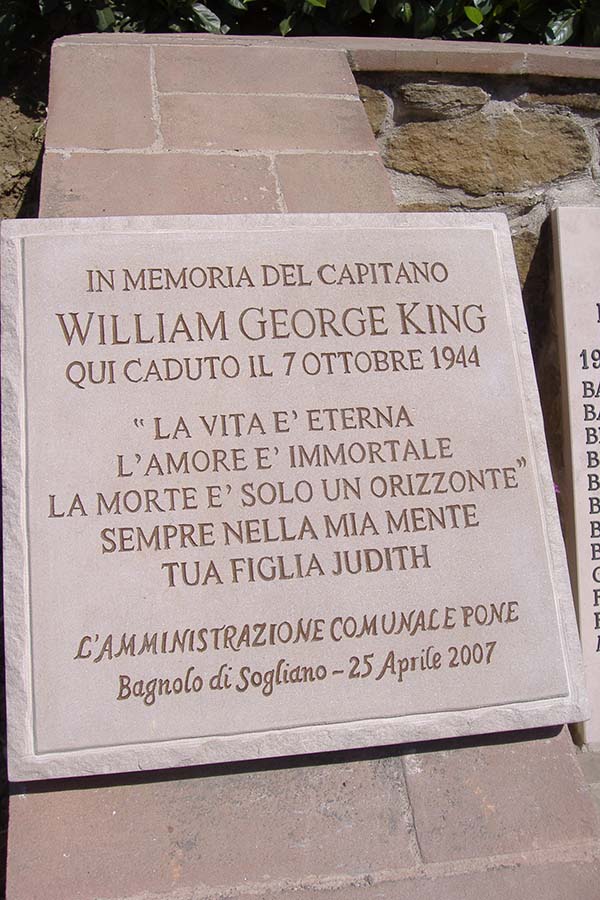 IN MEMORIA DEL CAPITANO
WILLIAM GEORGE KING
QUI CADUTO IL 7 OTTOBRE 1944
“ LA VITA E’ ETERNA
L’AMORE E’ IMMORTALE
LA MORTE E’ SOLO UN ORIZZONTE”
SEMPRE NELLA MIA MENTE
TUA FIGLIA JUDITH
L’AMMINISTRAZIONE COMUNALE PONE
Bagnolo di Sogliano – 25 Aprile 2007